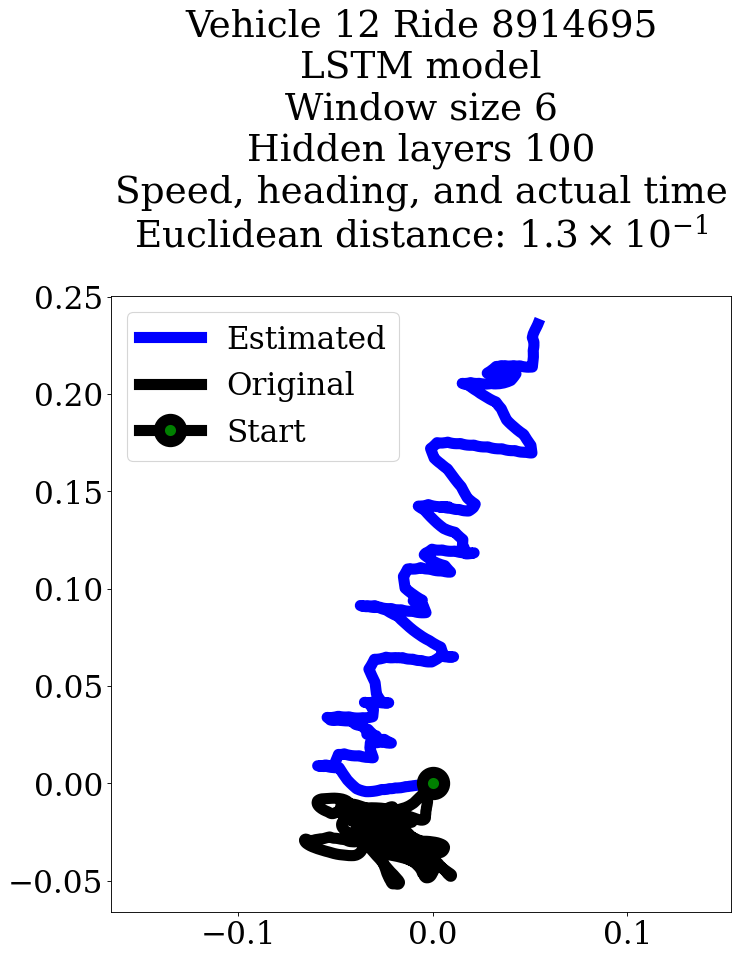 Vehicle 12 Ride 8914695
LSTM model
Window size 6
Hidden layers 100
Speed, heading, and actual time
Euclidean distance: 1.3 × 10⁻¹
0.25
0.20
0.15
0.10
0.05
0.00
−0.05
Estimated
Original
Start
−0.1
0.0
0.1